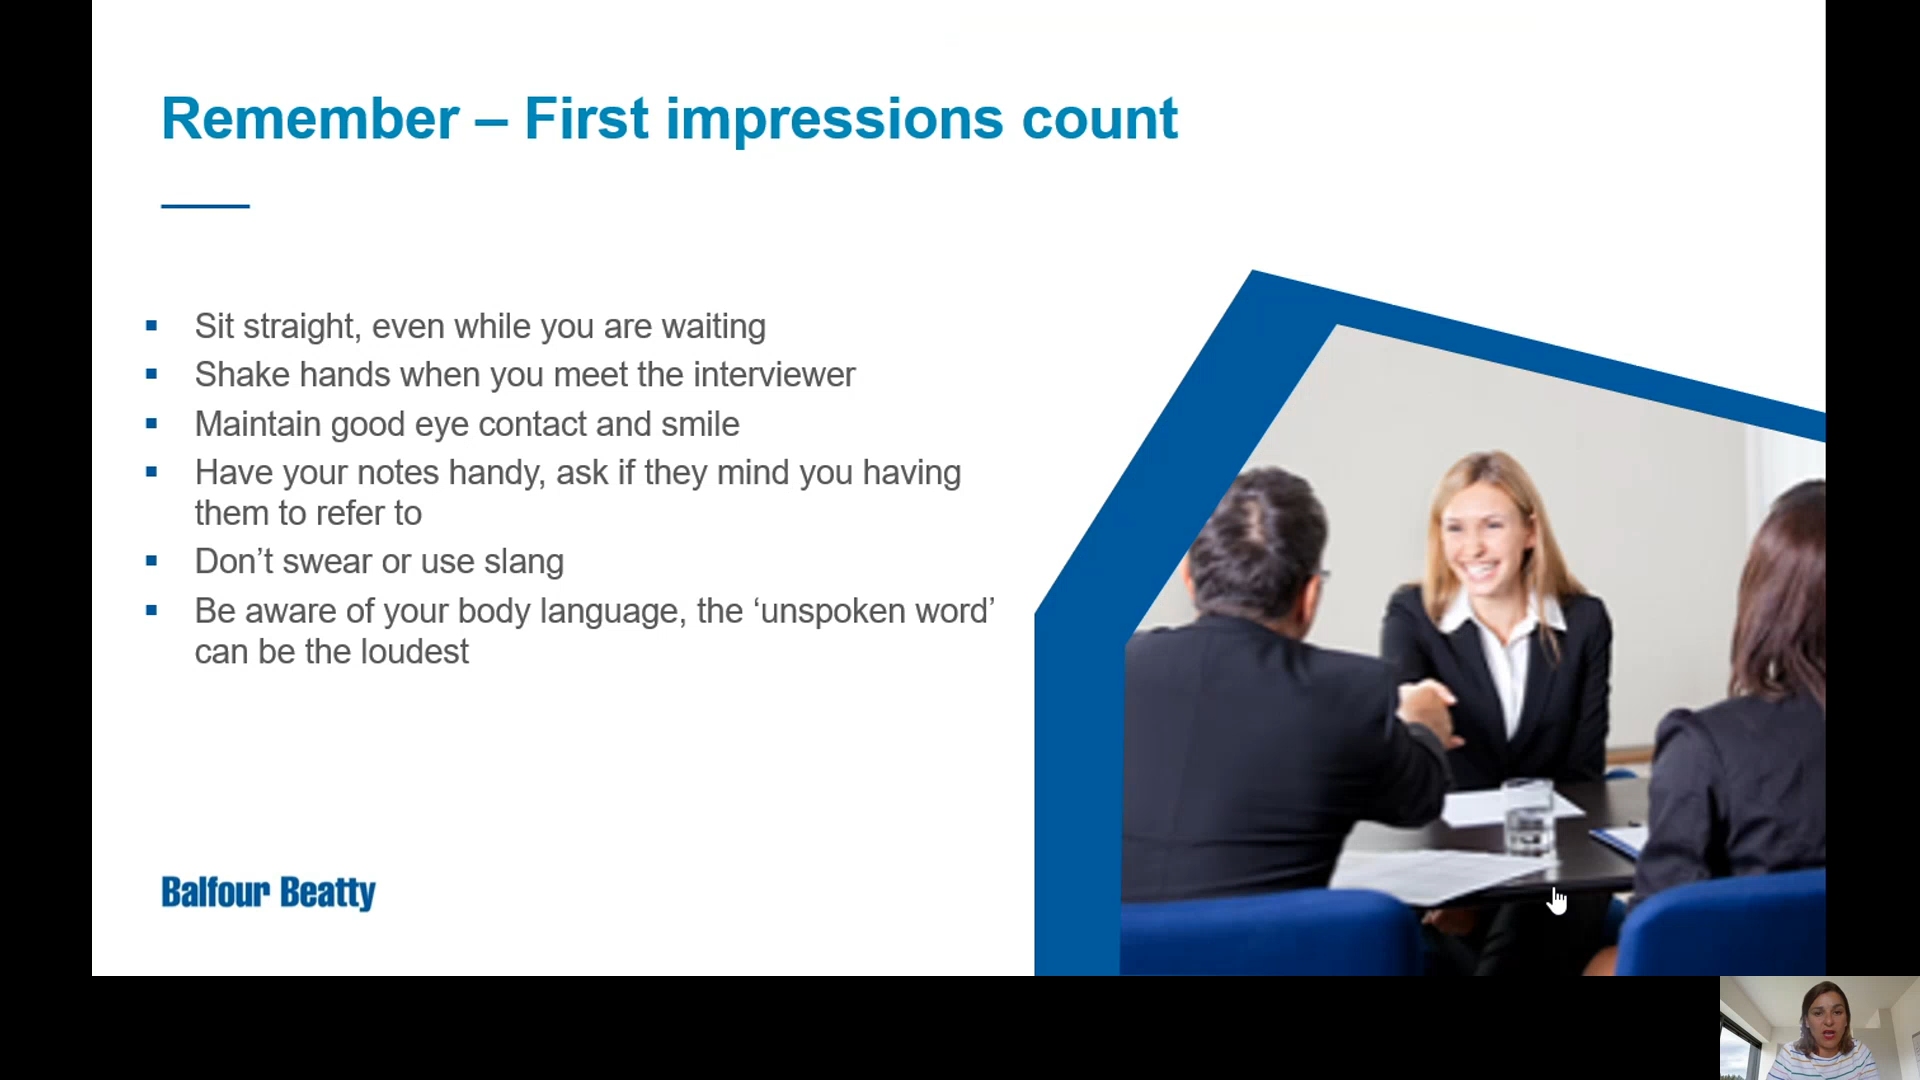 Remember – First impressions count
▪ Sit straight, even while you are waiting
▪ Shake hands when you meet the interviewer
▪ Maintain good eye contact and smile
▪ Have your notes handy, ask if they mind you having
them to refer to
▪ Don’t swear or use slang
▪ Be aware of your body language, the ‘unspoken word’
can be the loudest
Balfour Beatty